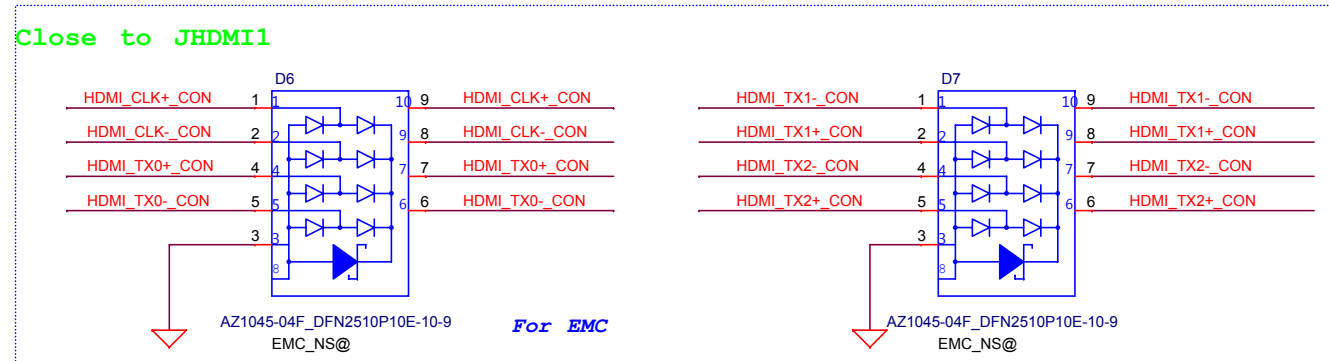 Close to JHDMI1
D6
HDMI_CLK+_CON 1 1 10 9 HDMI_CLK+_CON
HDMI_CLK-_CON 2 2 9 8 HDMI_CLK-_CON
HDMI_TX0+_CON 4 4 7 7 HDMI_TX0+_CON
HDMI_TX0-_CON 5 5 6 6 HDMI_TX0-_CON
3 3
8
AZ1045-04F_DFN2510P10E-10-9
EMC_NS@
For EMC
D7
HDMI_TX1-_CON 1 1 10 9 HDMI_TX1-_CON
HDMI_TX1+_CON 2 2 9 8 HDMI_TX1+_CON
HDMI_TX2-_CON 4 4 7 7 HDMI_TX2-_CON
HDMI_TX2+_CON 5 5 6 6 HDMI_TX2+_CON
3 3
8
AZ1045-04F_DFN2510P10E-10-9
EMC_NS@